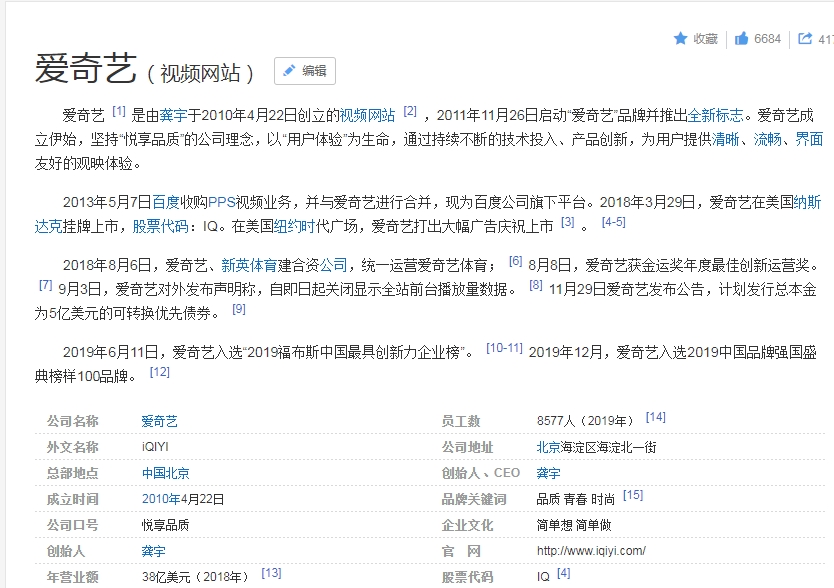 收藏 6684 417
爱奇艺（视频网站） 编辑
爱奇艺 [1] 是由龚宇于2010年4月22日创立的视频网站 [2] ，2011年11月26日启动“爱奇艺”品牌并推出全新标志。爱奇艺成
立伊始，坚持“悦享品质”的公司理念，以“用户体验”为生命，通过持续不断的技术投入、产品创新，为用户提供清晰、流畅、界面
友好的观映体验。
2013年5月7日百度收购PPS视频业务，并与爱奇艺进行合并，现为百度公司旗下平台。2018年3月29日，爱奇艺在美国纳斯
达克挂牌上市，股票代码：IQ。在美国纽约时代广场，爱奇艺打出大幅广告庆祝上市 [3] 。 [4-5]
2018年8月6日，爱奇艺、新英体育建合资公司，统一运营爱奇艺体育； [6] 8月8日，爱奇艺获金运奖年度最佳创新运营奖。
[7] 9月3日，爱奇艺对外发布声明称，自即日起关闭显示全站前台播放量数据。 [8] 11月29日爱奇艺发布公告，计划发行总本金
为5亿美元的可转换优先债券。 [9]
2019年6月11日，爱奇艺入选“2019福布斯中国最具创新力企业榜”。 [10-11] 2019年12月，爱奇艺入选2019中国品牌强国盛
典榜样100品牌。 [12]
公司名称 爱奇艺 员工数 8577人（2019年） [14]
外文名称 iQIYI 公司地址 北京海淀区海淀北一街
总部地点 中国北京 创始人、CEO 龚宇
成立时间 2010年4月22日 品牌关键词 品质 青春 时尚 [15]
公司口号 悦享品质 企业文化 简单想 简单做
创始人 龚宇 官 网 http://www.iqiyi.com/
年营业额 38亿美元（2018年） [13] 股票代码 IQ [4]